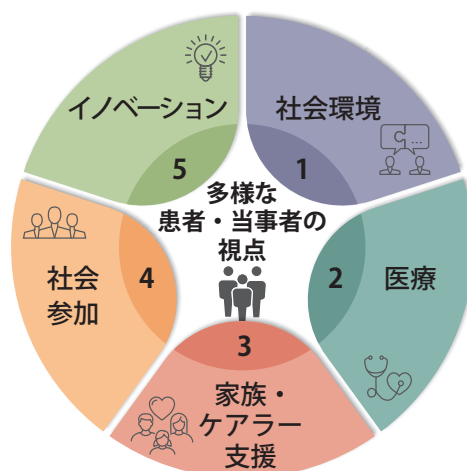 イノベーション
5
社会環境
1
多様な
患者・当事者の
視点
社会
参加
4
2
医療
3
家族・
ケアラー
支援